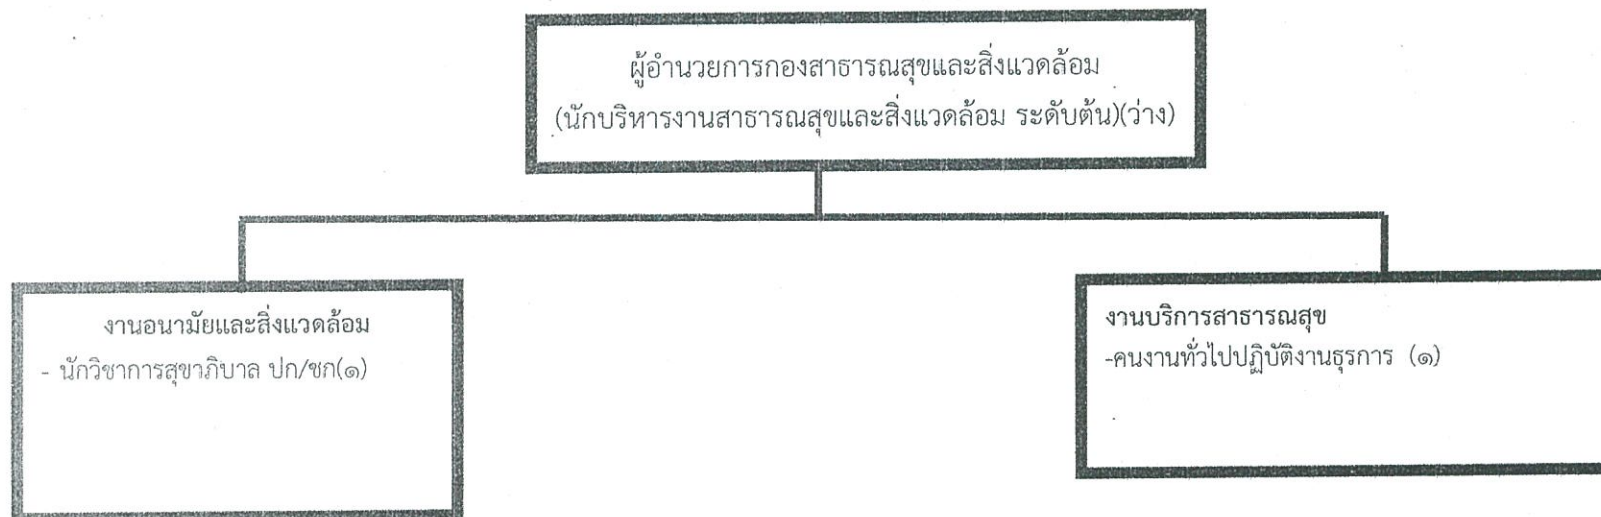 ผู้อำนวยการกองสาธารณสุขและสิ่งแวดล้อม
(นักบริหารงานสาธารณสุขและสิ่งแวดล้อม ระดับต้น)(ว่าง)
งานอนามัยและสิ่งแวดล้อม
- นักวิชาการสุขาภิบาล ปก/ชก(๑)
งานบริการสาธารณสุข
-คนงานทั่วไปปฏิบัติงานธุรการ (๑)